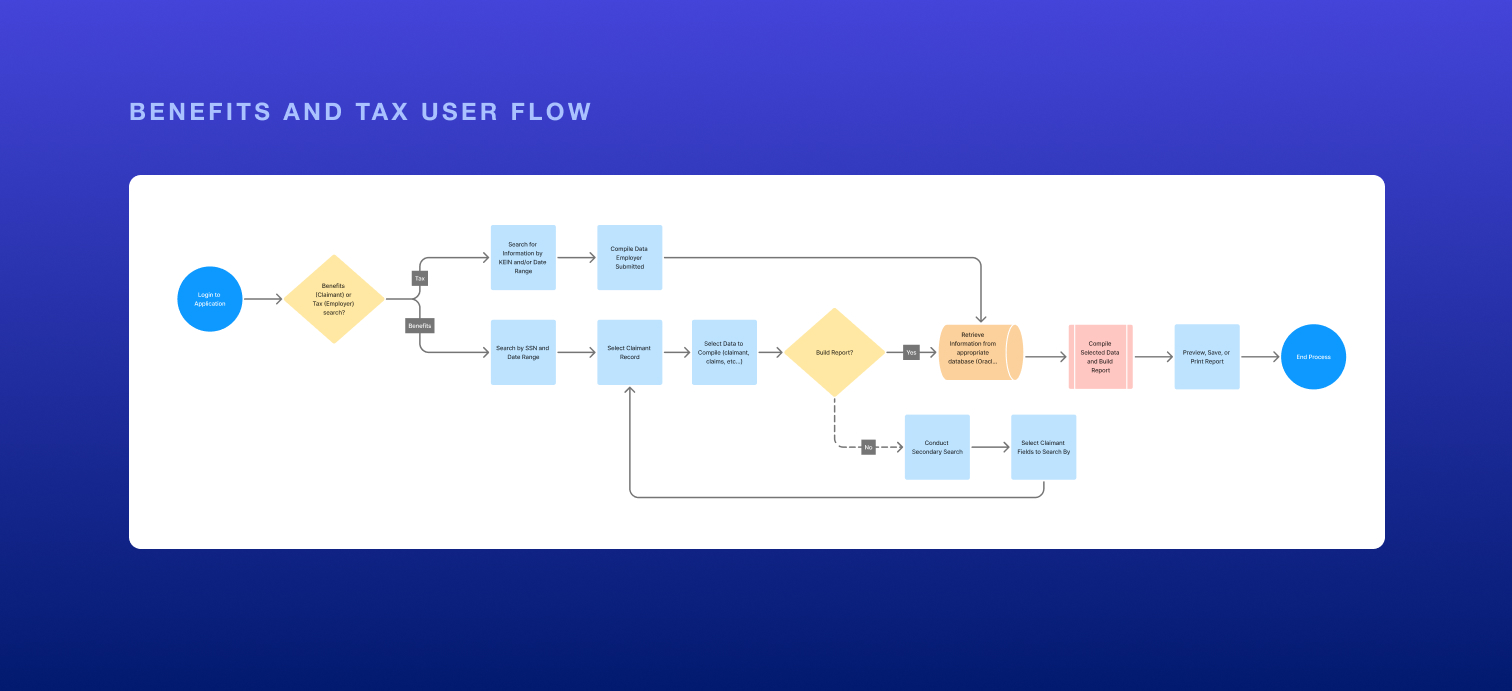 BENEFITS AND TAX USER FLOW
Login to
Application
Benefits
(Claimant) or
Tax (Employer)
search?
Tax
Benefits
Search for
Information by
KEIN and/or Date
Range
Compile Data
Employer
Submitted
Search by SSN and
Date Range
Select Claimant
Record
Select Data to
Compile (claimant,
claims, etc...)
Build Report?
Yes
No
Retrieve
Information from
appropriate
database (Oracl...
Compile
Selected Data
and Build
Report
Preview, Save, or
Print Report
End Process
Conduct
Secondary Search
Select Claimant
Fields to Search By